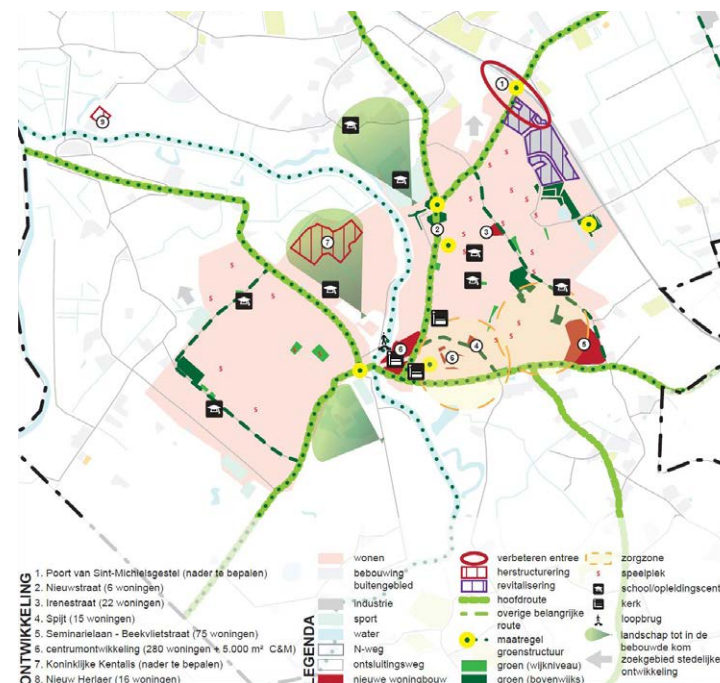 1
9
2
3
7
4
6
6
5
ONTWIKKELING
1. Poort van Sint-Michielsgestel (nader te bepalen)
2. Nieuwstraat (6 woningen)
3. Irenestraat (22 woningen)
4. Spijt (15 woningen)
5. Seminarielaan - Beekvlietstraat (75 woningen)
6. centrumontwikkeling (280 woningen + 5.000 m² C&M)
7. Koninklijke Kentalis (nader te bepalen)
8. Nieuw Herlaer (16 woningen)
LEGENDA
wonen
bebouwing
buitengebied
industrie
sport
water
N-weg
ontsluitingsweg
nieuwe woningbouw
verbeteren entree
herstructurering
revitalisering
hoofdroute
overige belangrijke
route
maatregel
groenstructuur
groen (wijkniveau)
groen (bovenwijks)
zorgzone
speelplek
school/opleidingscent
kerk
loopbrug
landschap tot in de
bebouwde kom
zoekgebied stedelijke
ontwikkeling